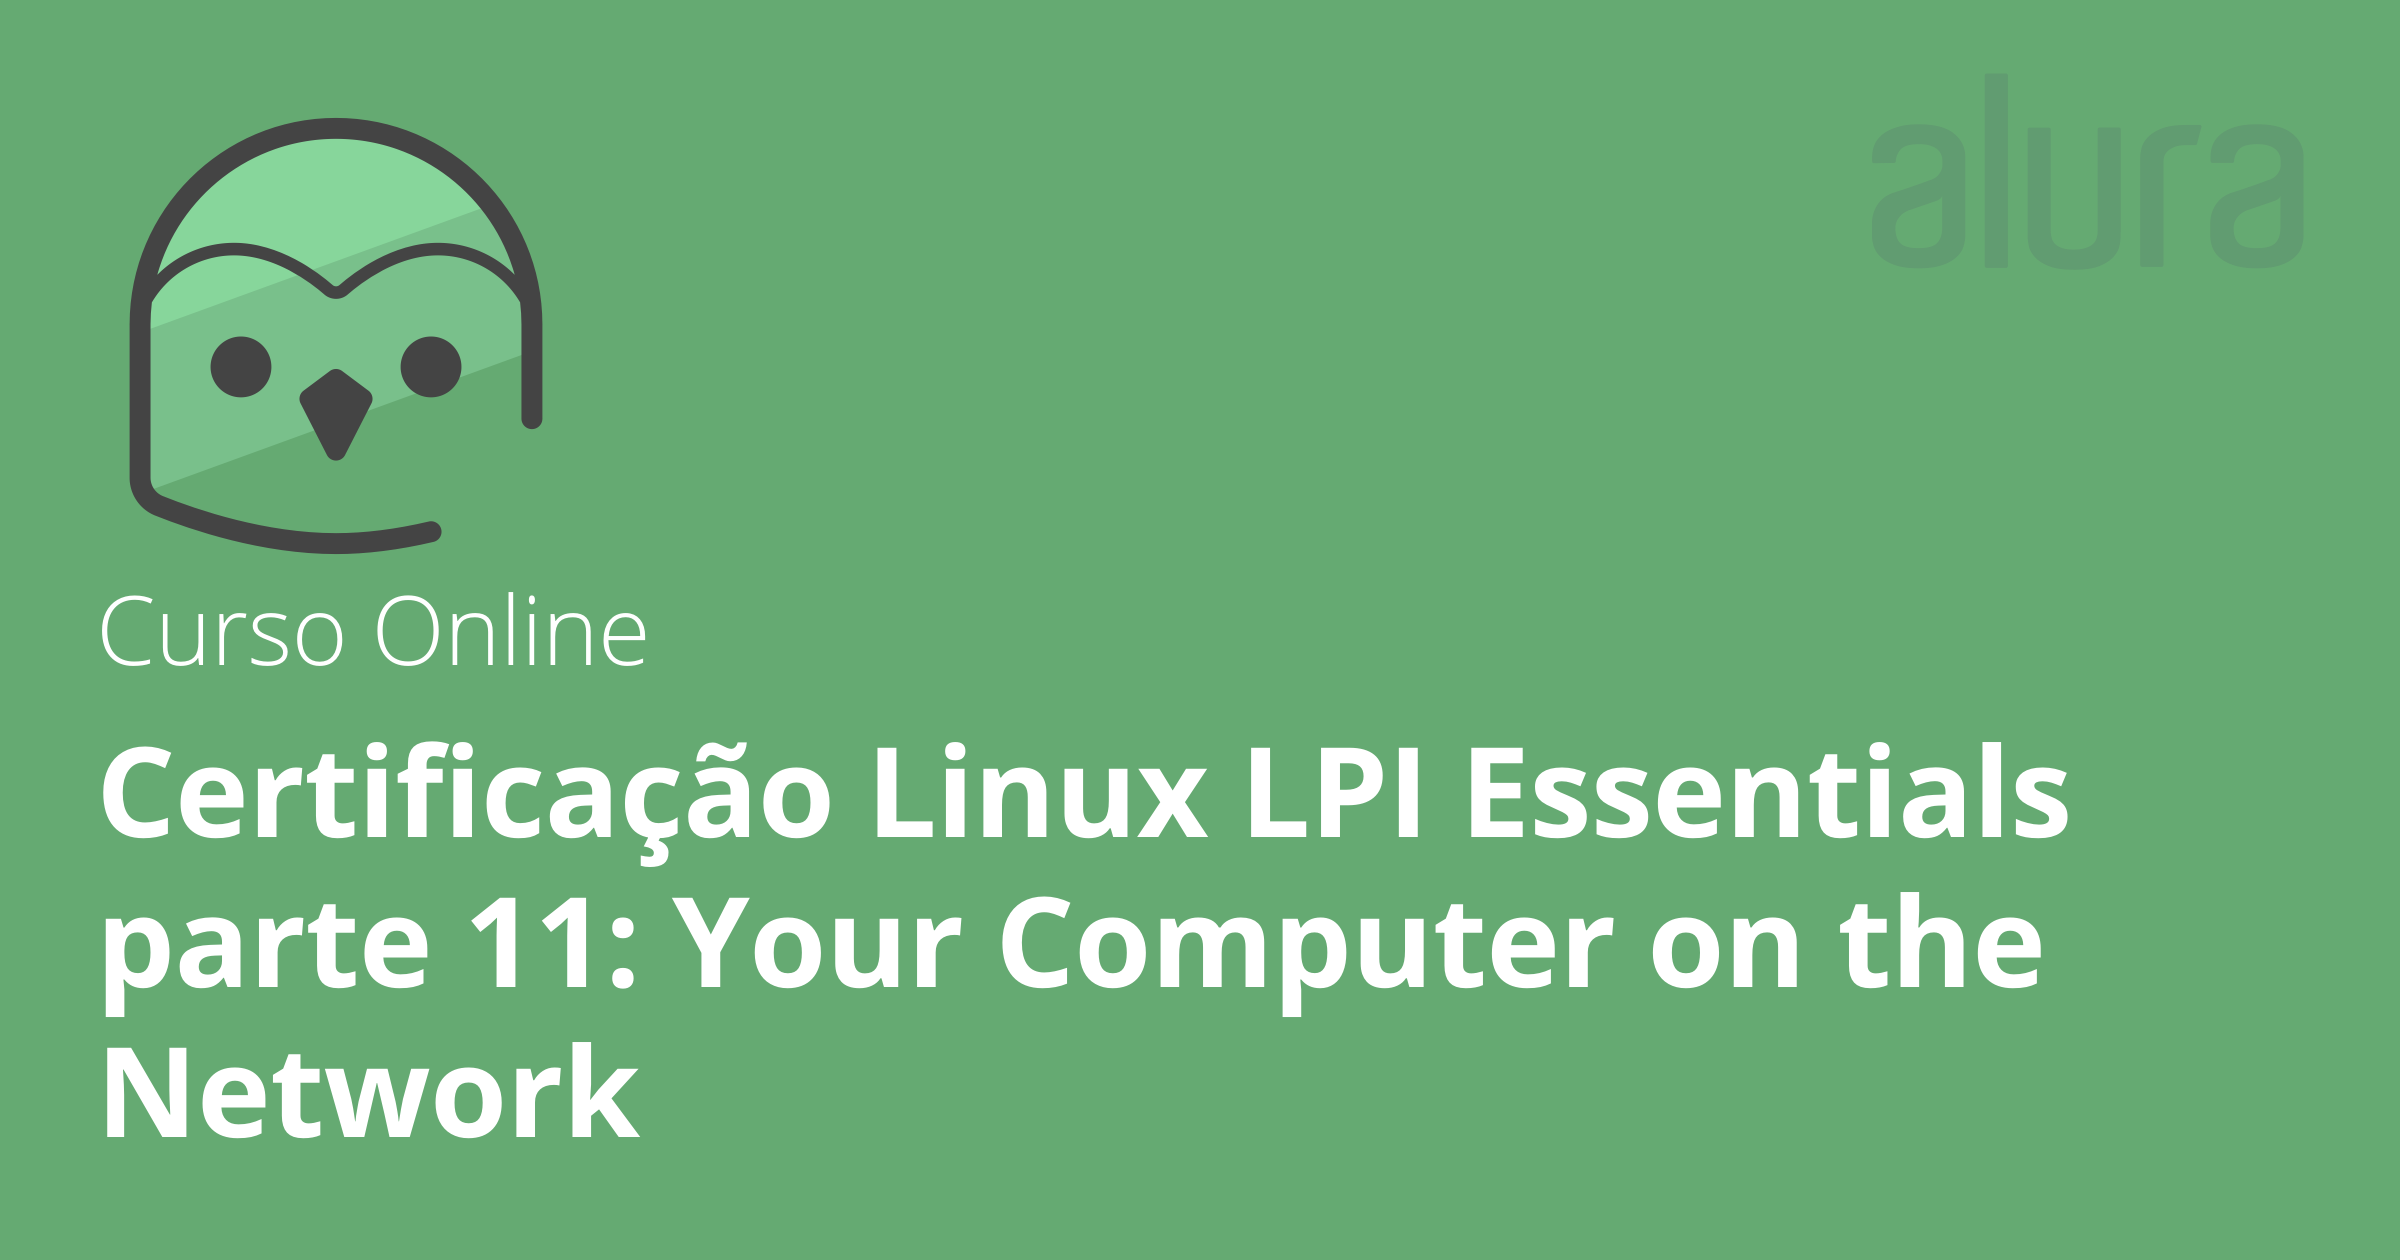 alura
Curso Online
Certificação Linux LPI Essentials
parte 11: Your Computer on the
Network